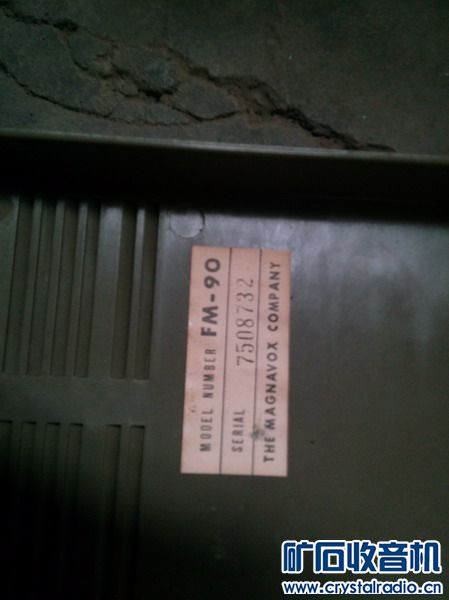 MODEL NUMBER FM-90
SERIAL 7508732
THE MAGNAVOX COMPANY
矿石收音机
www.crystalradio.cn